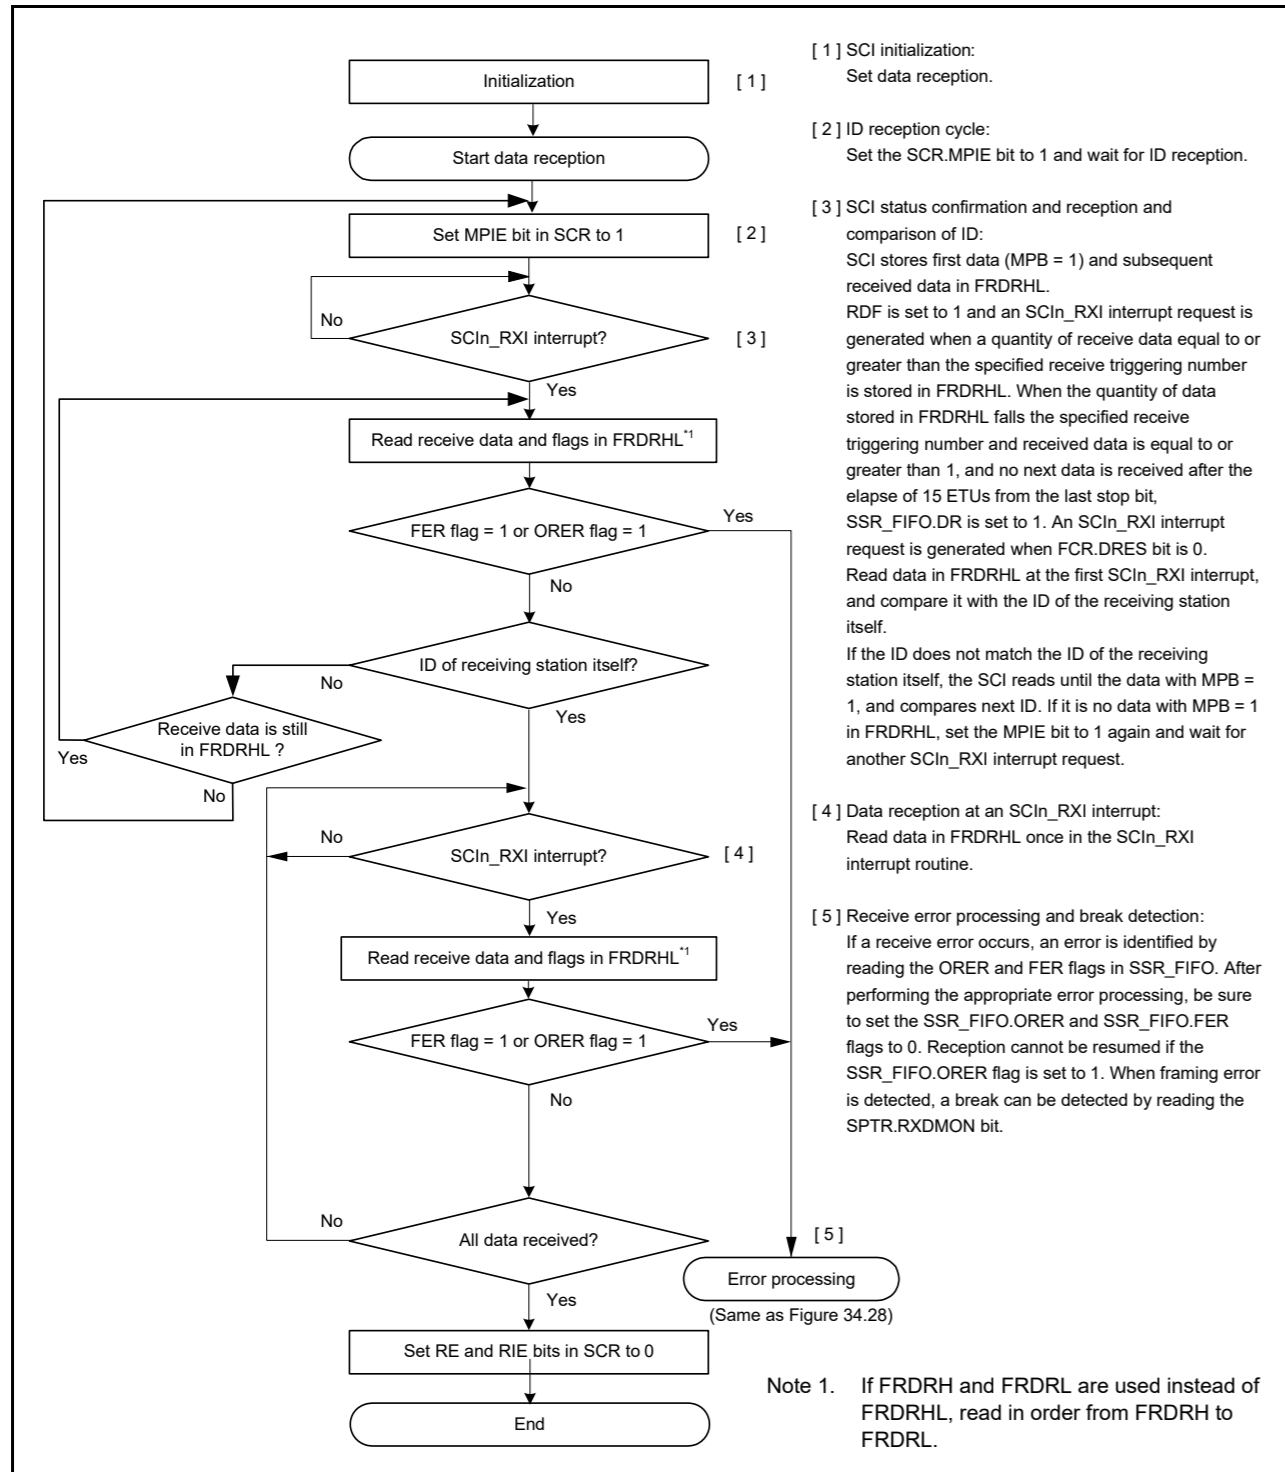 Initialization
[ 1 ]
Start data reception
Set MPIE bit in SCR to 1
[ 2 ]
No
SCIn_RXI interrupt?
[ 3 ]
Yes
Read receive data and flags in FRDRHL*1
FER flag = 1 or ORER flag = 1
Yes
No
ID of receiving station itself?
No
Yes
Receive data is still
in FRDRHL ?
Yes
No
No
SCIn_RXI interrupt?
[ 4 ]
Yes
Read receive data and flags in FRDRHL*1
FER flag = 1 or ORER flag = 1
Yes
No
No
All data received?
Yes
[ 5 ]
Error processing
(Same as Figure 34.28)
Set RE and RIE bits in SCR to 0
End
[ 1 ] SCI initialization:
Set data reception.
[ 2 ] ID reception cycle:
Set the SCR.MPIE bit to 1 and wait for ID reception.
[ 3 ] SCI status confirmation and reception and
comparison of ID:
SCI stores first data (MPB = 1) and subsequent
received data in FRDRHL.
RDF is set to 1 and an SCIn_RXI interrupt request is
generated when a quantity of receive data equal to or
greater than the specified receive triggering number
is stored in FRDRHL. When the quantity of data
stored in FRDRHL falls the specified receive
triggering number and received data is equal to or
greater than 1, and no next data is received after the
elapse of 15 ETUs from the last stop bit,
SSR_FIFO.DR is set to 1. An SCIn_RXI interrupt
request is generated when FCR.DRES bit is 0.
Read data in FRDRHL at the first SCIn_RXI interrupt,
and compare it with the ID of the receiving station
itself.
If the ID does not match the ID of the receiving
station itself, the SCI reads until the data with MPB =
1, and compares next ID. If it is no data with MPB = 1
in FRDRHL, set the MPIE bit to 1 again and wait for
another SCIn_RXI interrupt request.
[ 4 ] Data reception at an SCIn_RXI interrupt:
Read data in FRDRHL once in the SCIn_RXI
interrupt routine.
[ 5 ] Receive error processing and break detection:
If a receive error occurs, an error is identified by
reading the ORER and FER flags in SSR_FIFO. After
performing the appropriate error processing, be sure
to set the SSR_FIFO.ORER and SSR_FIFO.FER
flags to 0. Reception cannot be resumed if the
SSR_FIFO.ORER flag is set to 1. When framing error
is detected, a break can be detected by reading the
SPTR.RXDMON bit.
Note 1. If FRDRH and FRDRL are used instead of
FRDRHL, read in order from FRDRH to
FRDRL.